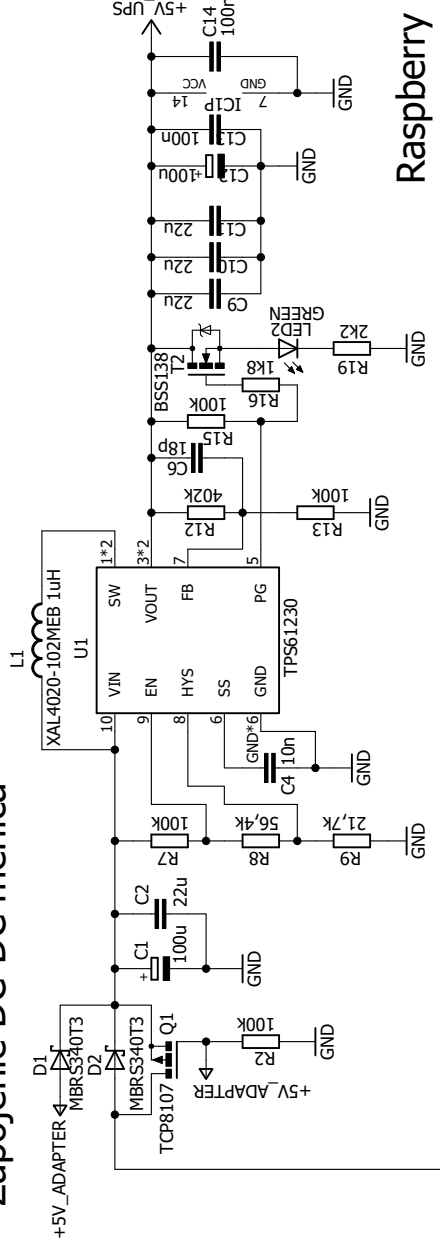 Zapojenie DC-DC meniča
+5V_ADAPTER
D1
MBRS340T3
D2
MBRS340T3
TCP8107
Q1
+5V_ADAPTER
R2
100k
GND
C1
100u
+
C2
22u
GND
R7
100k
R8
56,4k
R9
21,7k
GND
L1
XAL4020-102MEB 1uH
U1
10
VIN
9
EN
8
HYS
6
SS
GND*6
GND
1*2
SW
3*2
VOUT
7
FB
5
PG
TPS61230
C4
10n
GND
R12
402k
C6
18p
R13
100k
GND
R15
100k
BSS138
T2
R16
1k8
LED2
GREEN
R19
2k2
GND
C9
22u
C10
22u
C11
22u
C12
100u
+
C13
100n
GND
IC1P
14
VCC
7
GND
C14
100n
GND
+5V_UPS
Raspberry